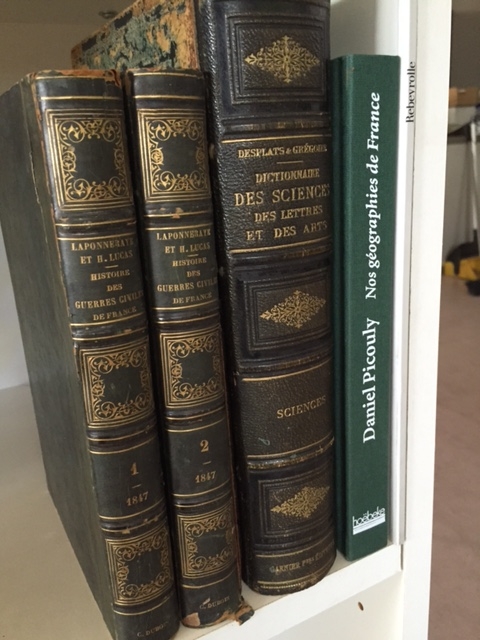 LAPONNERAYE
ET H. LUCAS
HISTOIRE
DES
GUERRES CIVILES
DE FRANCE
1
1847
LAPONNERAYE
ET H. LUCAS
HISTOIRE
DES
GUERRES CIVILES
DE FRANCE
2
1847
DESPLATS & GRÉGOIRE
DICTIONNAIRE
DES SCIENCES
DES LETTRES
ET DES ARTS
SCIENCES
Daniel Picouly Nos géographies de France
hoëbeke
Rebeyrolle